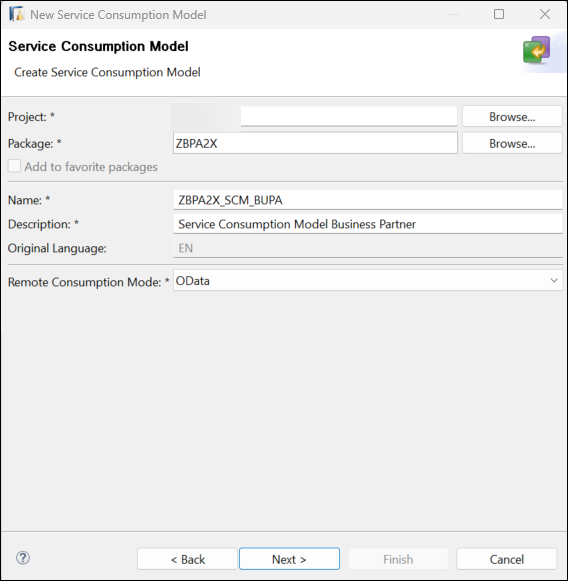 New Service Consumption Model
Service Consumption Model
Create Service Consumption Model
Project: *
Browse...
Package: * ZBPA2X
Browse...
Add to favorite packages
Name: * ZBPA2X_SCM_BUPA
Description: * Service Consumption Model Business Partner
Original Language: EN
Remote Consumption Mode: * OData
? < Back Next > Finish Cancel